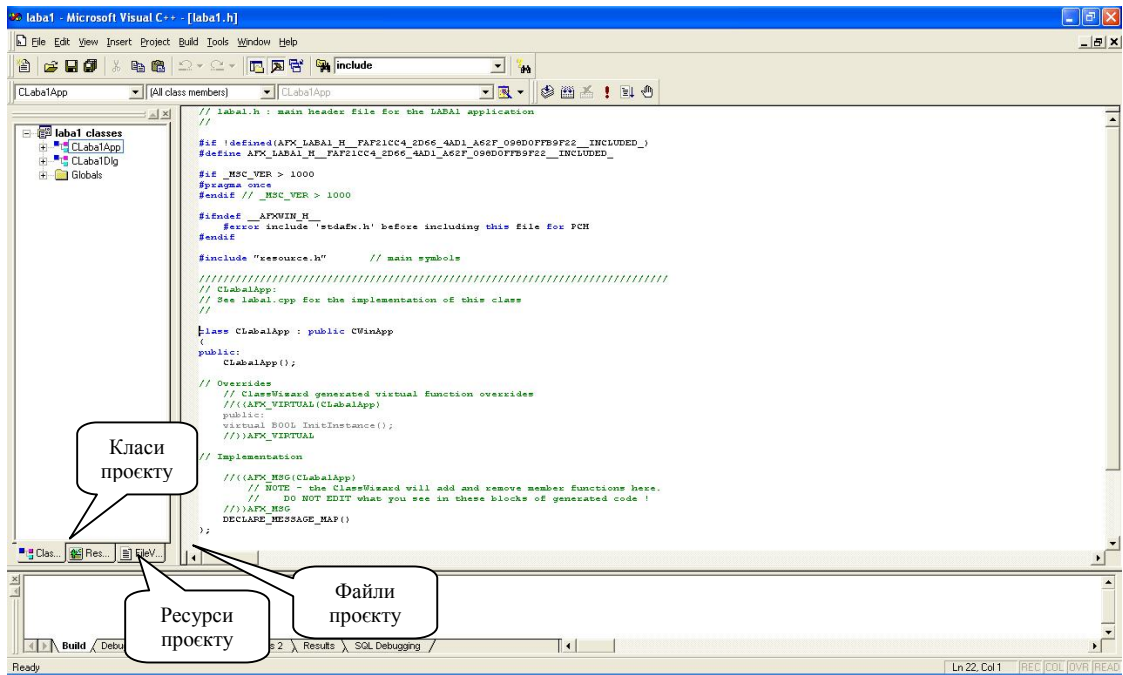 laba1 - Microsoft Visual C++ - [laba1.h]
File Edit View Insert Project Build Tools Window Help
include
CLaba1App (All class members) CLaba1App
laba1 classes
CLaba1App
CLaba1Dlg
Globals
// laba1.h : main header file for the LABA1 application
//
#if !defined(AFX_LABA1_H__FAF21CC4_2D66_4AD1_A62F_098D0FFB9F22__INCLUDED_)
#define AFX_LABA1_H__FAF21CC4_2D66_4AD1_A62F_098D0FFB9F22__INCLUDED_
#if _MSC_VER > 1000
#pragma once
#endif // _MSC_VER > 1000
#ifndef __AFXWIN_H__
#error include 'stdafx.h' before including this file for PCH
#endif
#include "resource.h" // main symbols
/////////////////////////////////////////////////////////////////////////////
// CLaba1App:
// See laba1.cpp for the implementation of this class
//
class CLaba1App : public CWinApp
{
public:
CLaba1App();
// Overrides
// ClassWizard generated virtual function overrides
//{{AFX_VIRTUAL(CLaba1App)
public:
virtual BOOL InitInstance();
//}}AFX_VIRTUAL
// Implementation
//{{AFX_MSG(CLaba1App)
// NOTE - the ClassWizard will add and remove member functions here.
// DO NOT EDIT what you see in these blocks of generated code !
//}}AFX_MSG
DECLARE_MESSAGE_MAP()
};
Класи
проєкту
Clas... Res... FileV...
Файли
проєкту
Ресурси
проєкту
Build Debu s 2 Results SQL Debugging
Ready Ln 22, Col 1 REC COL OVR READ